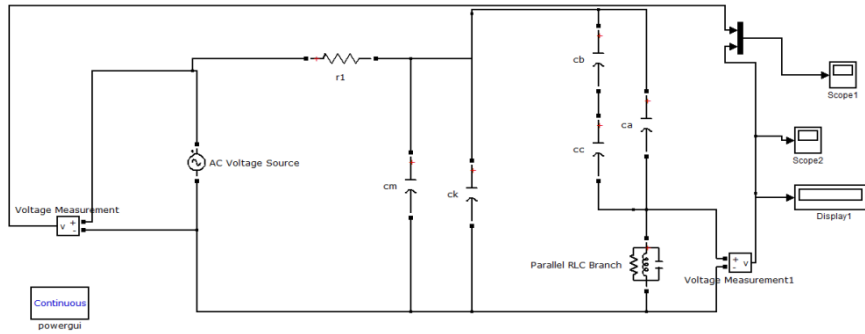 cb
r1
Scope1
ca
cc
AC Voltage Source
Scope2
cm
ck
Voltage Measurement
v
+
-
Display1
Parallel RLC Branch
+
-
v
Voltage Measurement1
Continuous
powergui